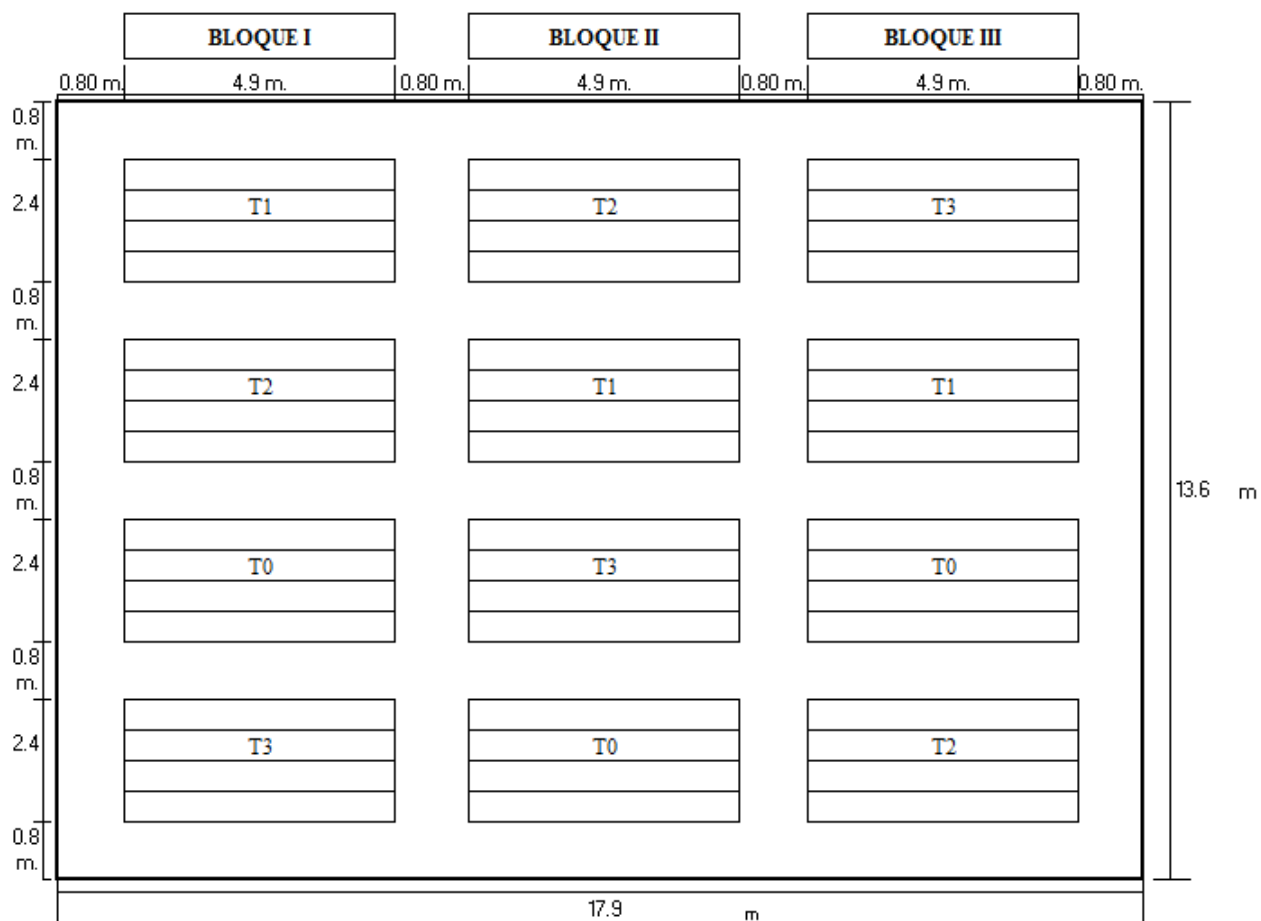 BLOQUE I BLOQUE II BLOQUE III
0.80 m. 4.9 m. 0.80 m. 4.9 m. 0.80 m. 4.9 m. 0.80 m.
0.8
m.
2.4 T1 T2 T3
0.8
m.
2.4 T2 T1 T1
0.8
m.
13.6 m
2.4 T0 T3 T0
0.8
m.
2.4 T3 T0 T2
0.8
m.
17.9 m